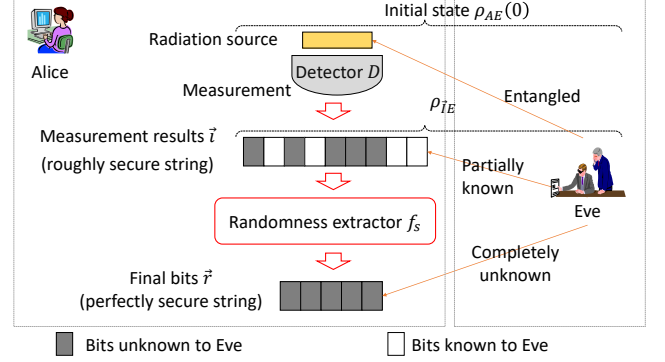 Initial state ρ_AE(0)
Radiation source
Alice
Detector D
Measurement
Entangled
ρ_I⃗E
Measurement results i⃗
(roughly secure string)
Partially
known
Eve
Randomness extractor f_s
Completely
unknown
Final bits r⃗
(perfectly secure string)
Bits unknown to Eve
Bits known to Eve